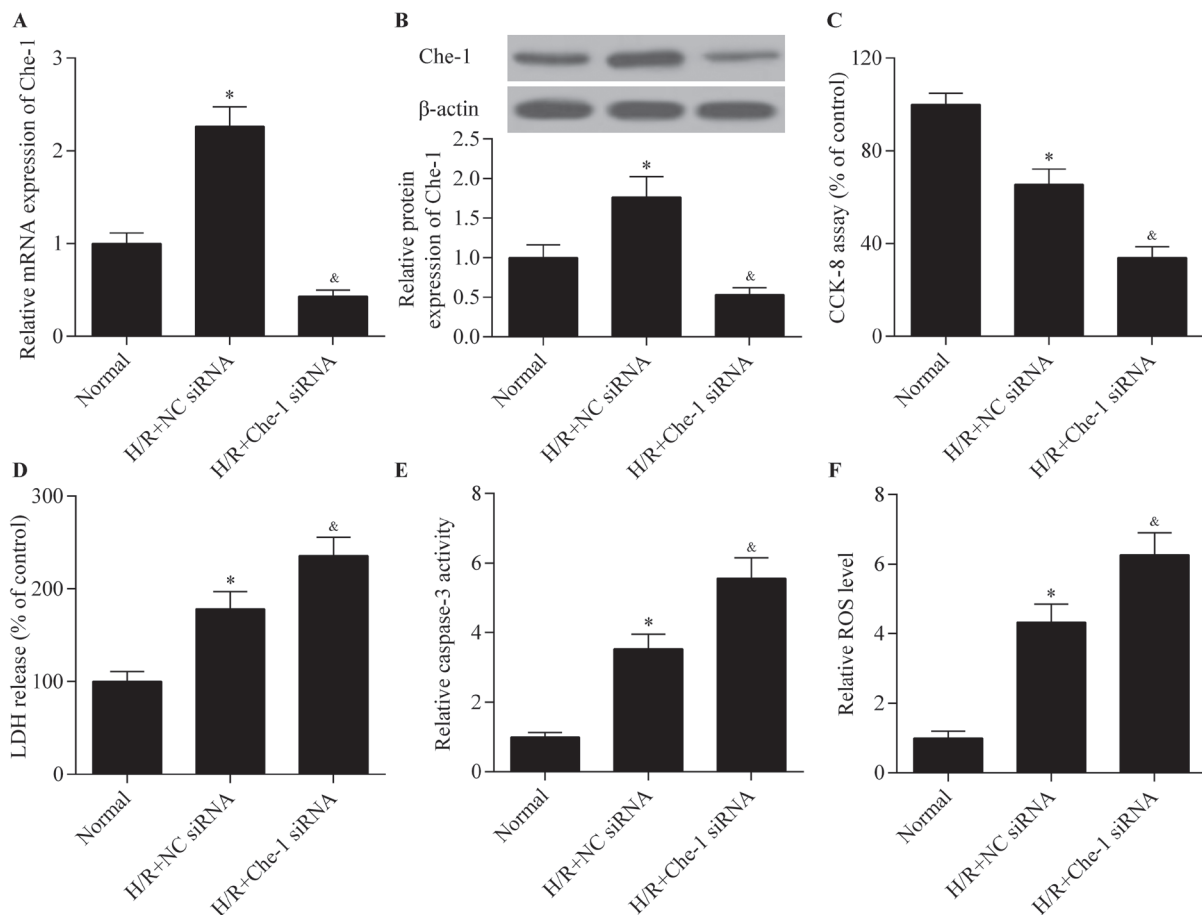 A
Relative mRNA expression of Che-1
3
2
1
0
*
&
Normal
H/R+NC siRNA
H/R+Che-1 siRNA
B
Che-1
β-actin
Relative protein
expression of Che-1
2.5
2.0
1.5
1.0
0.5
0.0
*
&
Normal
H/R+NC siRNA
H/R+Che-1 siRNA
C
CCK-8 assay (% of control)
120
80
40
0
*
&
Normal
H/R+NC siRNA
H/R+Che-1 siRNA
D
LDH release (% of control)
300
200
100
0
*
&
Normal
H/R+NC siRNA
H/R+Che-1 siRNA
E
Relative caspase-3 activity
8
6
4
2
0
*
&
Normal
H/R+NC siRNA
H/R+Che-1 siRNA
F
Relative ROS level
8
6
4
2
0
*
&
Normal
H/R+NC siRNA
H/R+Che-1 siRNA